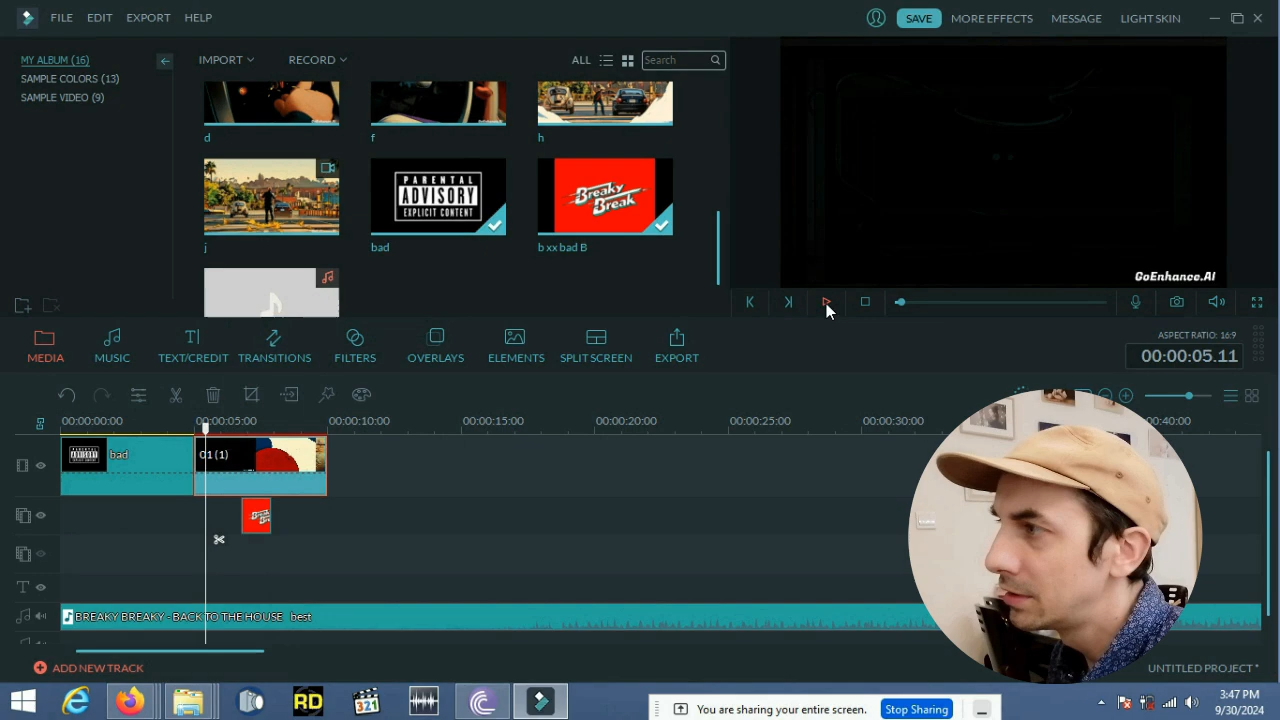 FILE EDIT EXPORT HELP SAVE MORE EFFECTS MESSAGE LIGHT SKIN
MY ALBUM (16)
SAMPLE COLORS (13)
SAMPLE VIDEO (9)
IMPORT RECORD ALL Search
d f h
PARENTAL
ADVISORY
EXPLICIT CONTENT
Breaky
Break
j bad b xx bad B
GoEnhance.AI
MEDIA MUSIC TEXT/CREDIT TRANSITIONS FILTERS OVERLAYS ELEMENTS SPLIT SCREEN EXPORT
ASPECT RATIO: 16:9
00:00:05.11
00:00:00:00 00:00:05:00 00:00:10:00 00:00:15:00 00:00:20:00 00:00:25:00 00:00:30:00 :40:00
bad 01 (1)
BREAKY BREAKY - BACK TO THE HOUSE best
ADD NEW TRACK UNTITLED PROJECT *
RD 321
You are sharing your entire screen. Stop Sharing
3:47 PM
9/30/2024